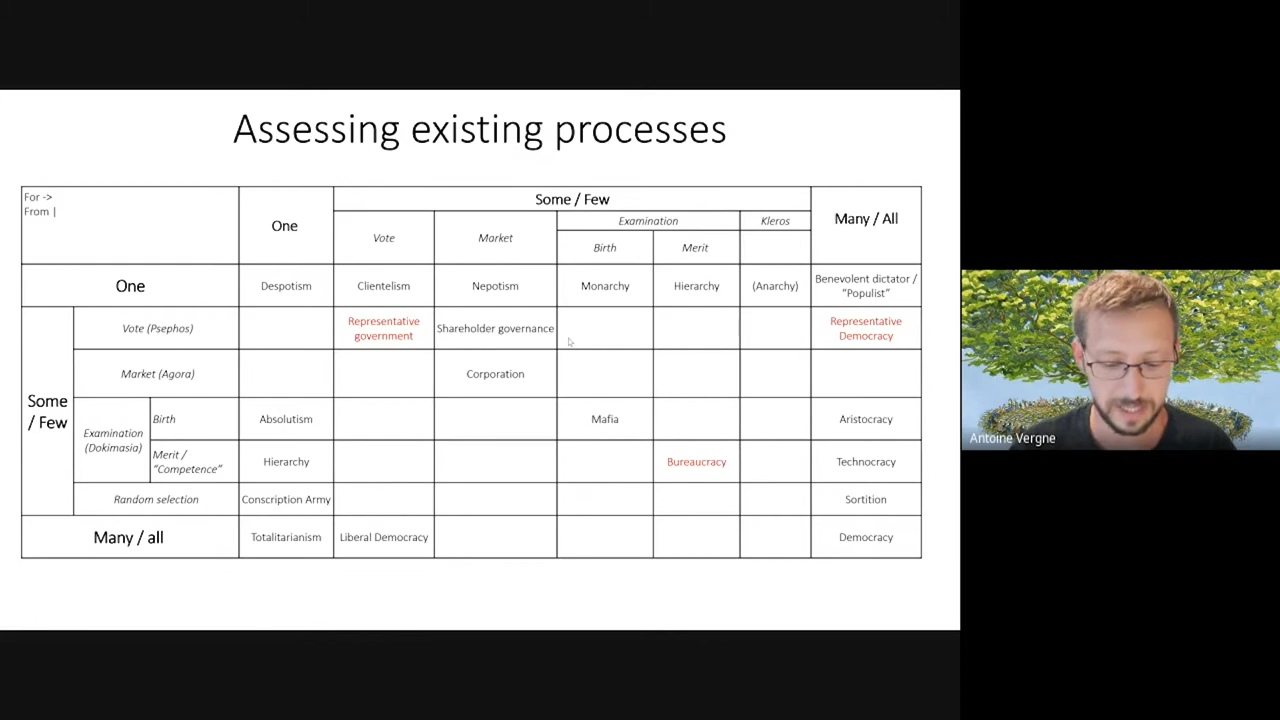 Assessing existing processes
For ->
From |
One
Some / Few
Many / All
Vote
Market
Examination
Kleros
Birth
Merit
One
Despotism
Clientelism
Nepotism
Monarchy
Hierarchy
(Anarchy)
Benevolent dictator /
“Populist”
Some
/ Few
Vote (Psephos)
Representative
government
Shareholder governance
Representative
Democracy
Market (Agora)
Corporation
Examination
(Dokimasia)
Birth
Absolutism
Mafia
Aristocracy
Merit /
“Competence”
Hierarchy
Bureaucracy
Technocracy
Random selection
Conscription Army
Sortition
Many / all
Totalitarianism
Liberal Democracy
Democracy
Antoine Vergne